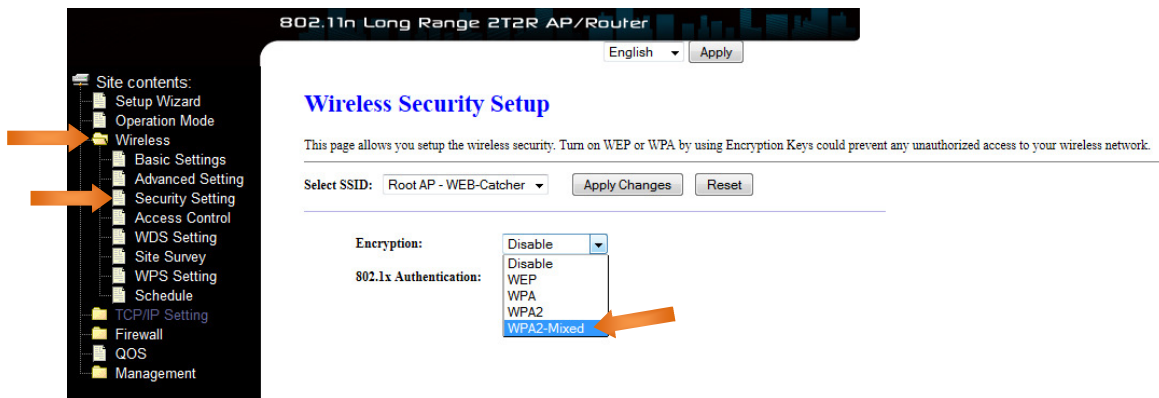 802.11n Long Range 2T2R AP/Router
English Apply
Site contents:
Setup Wizard
Operation Mode
Wireless
Basic Settings
Advanced Setting
Security Setting
Access Control
WDS Setting
Site Survey
WPS Setting
Schedule
TCP/IP Setting
Firewall
QOS
Management
Wireless Security Setup
This page allows you setup the wireless security. Turn on WEP or WPA by using Encryption Keys could prevent any unauthorized access to your wireless network.
Select SSID: Root AP - WEB-Catcher Apply Changes Reset
Encryption: Disable
802.1x Authentication:
Disable
WEP
WPA
WPA2
WPA2-Mixed